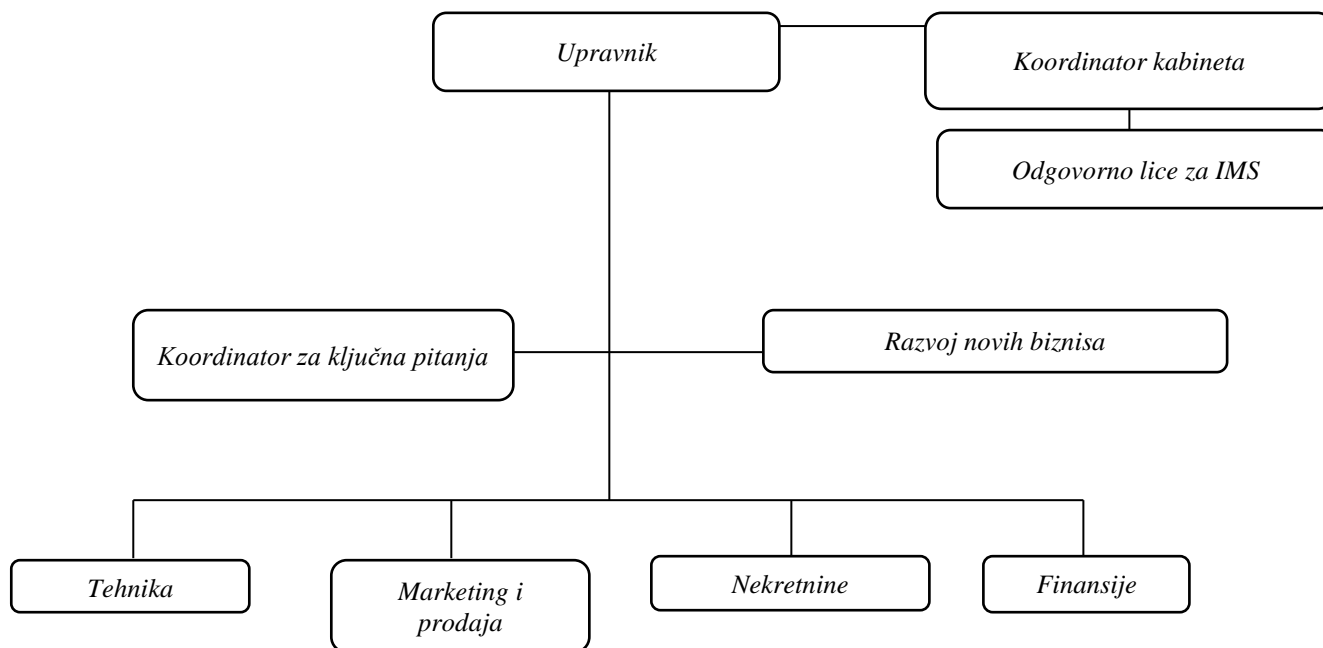 Upravnik
Koordinator kabineta
Odgovorno lice za IMS
Koordinator za ključna pitanja
Razvoj novih biznisa
Tehnika
Marketing i
prodaja
Nekretnine
Finansije